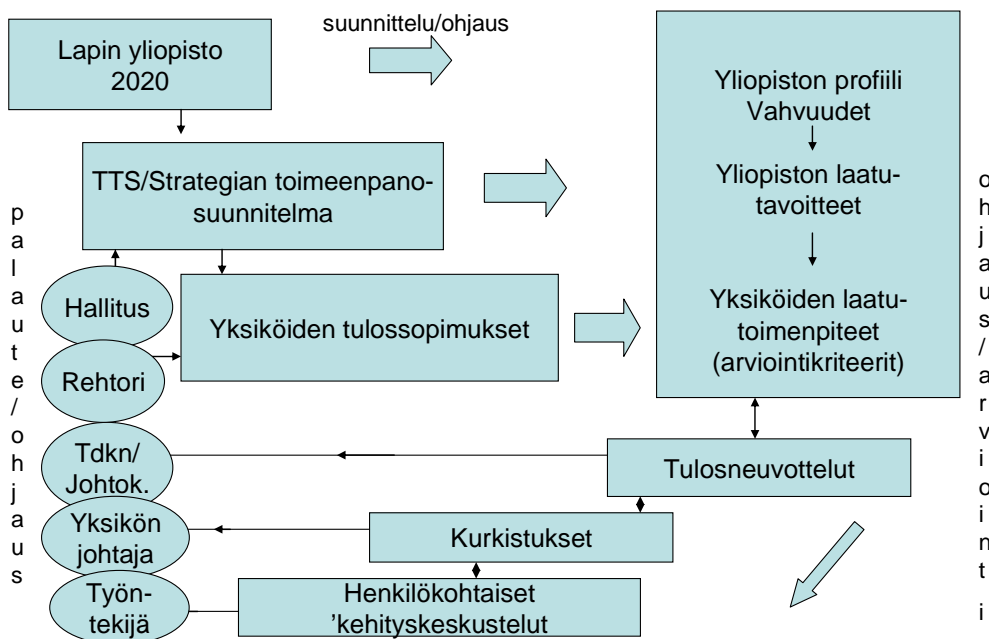 suunnittelu/ohjaus
Lapin yliopisto
2020
Yliopiston profiili
Vahvuudet
TTS/Strategian toimeenpano-
suunnitelma
Yliopiston laatu-
tavoitteet
Hallitus
Yksiköiden tulossopimukset
Yksiköiden laatu-
toimenpiteet
(arviointikriteerit)
Rehtori
Tdkn/
Johtok.
Tulosneuvottelut
Yksikön
johtaja
Kurkistukset
Työn-
tekijä
Henkilökohtaiset
’kehityskeskustelut
palaute/ohjaus
ohjaus/arviointi